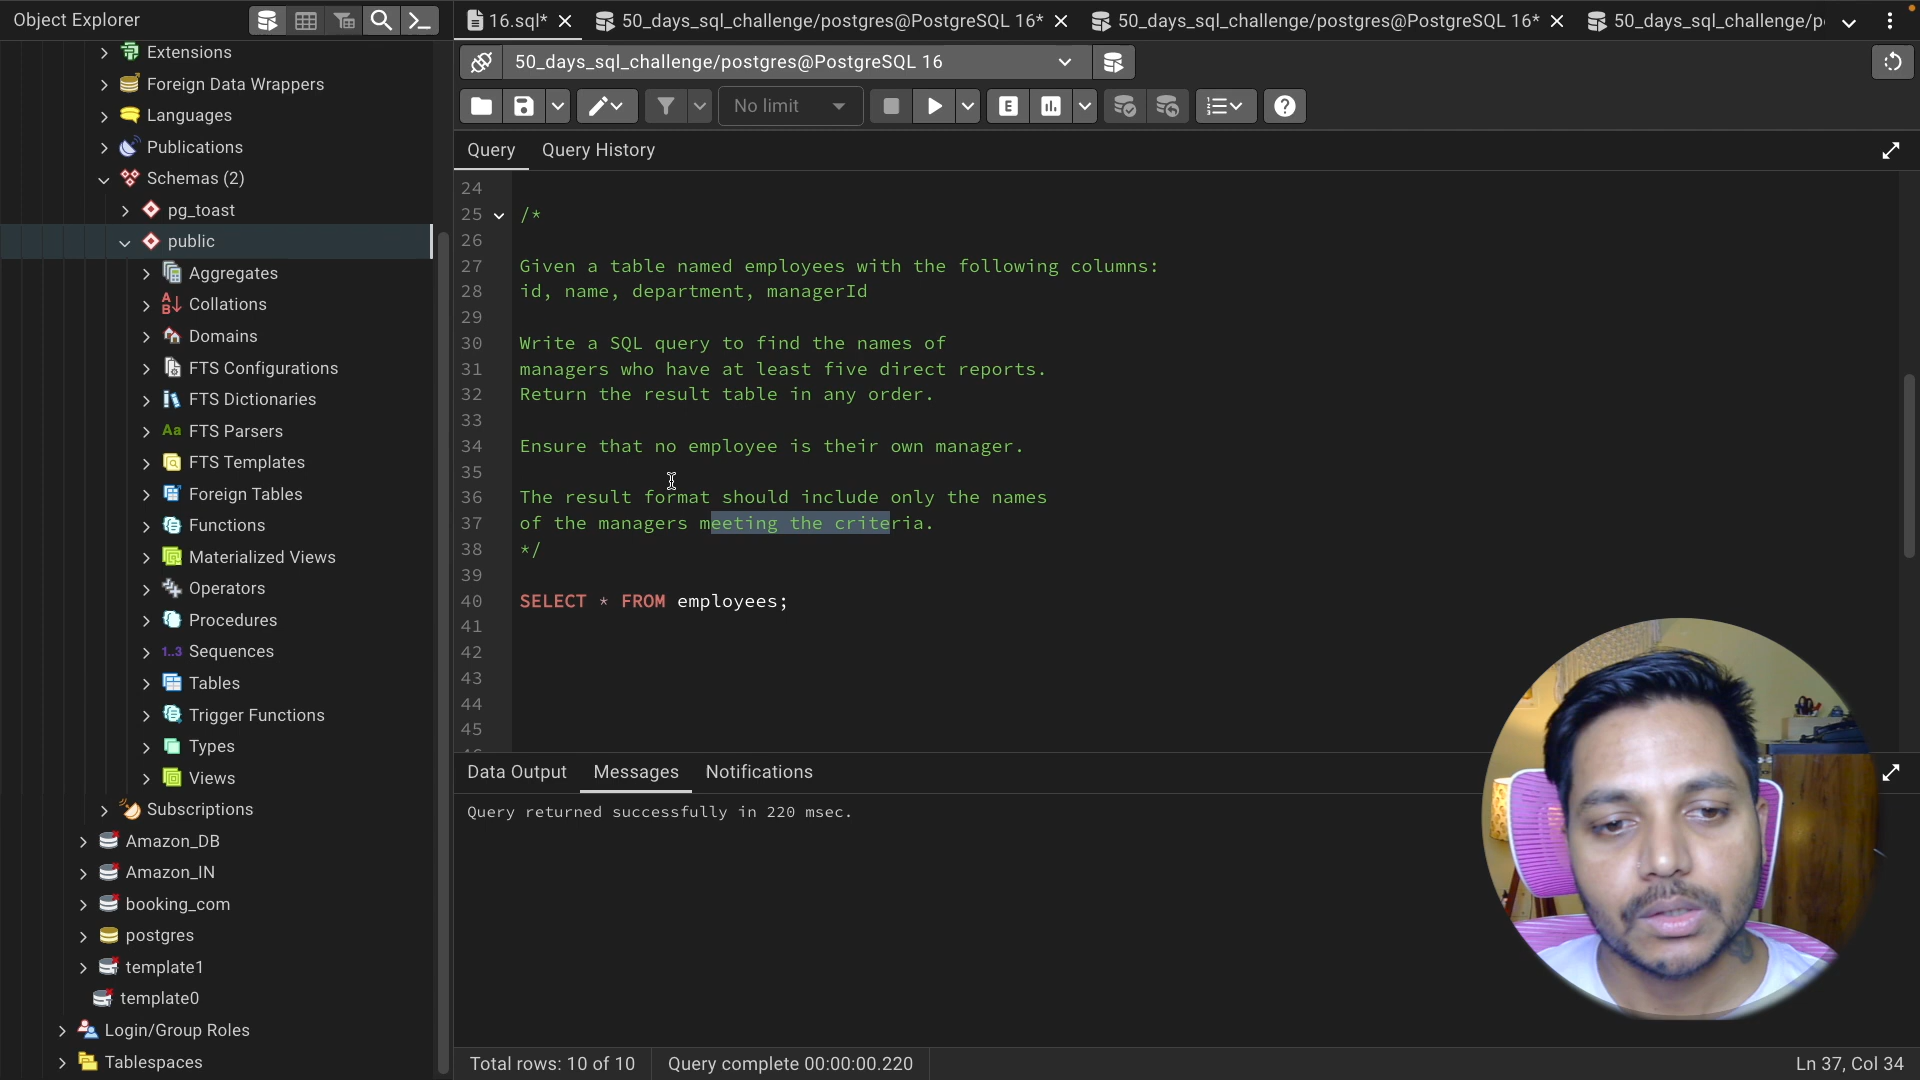 Object Explorer
16.sql*
50_days_sql_challenge/postgres@PostgreSQL 16*
50_days_sql_challenge/postgres@PostgreSQL 16*
50_days_sql_challenge/p
50_days_sql_challenge/postgres@PostgreSQL 16
No limit
E
Query
Query History
Extensions
Foreign Data Wrappers
Languages
Publications
Schemas (2)
pg_toast
public
Aggregates
Collations
Domains
FTS Configurations
FTS Dictionaries
Aa FTS Parsers
FTS Templates
Foreign Tables
Functions
Materialized Views
Operators
Procedures
1..3 Sequences
Tables
Trigger Functions
Types
Views
Subscriptions
Amazon_DB
Amazon_IN
booking_com
postgres
template1
template0
Login/Group Roles
Tablespaces
24
25 /*
26
27 Given a table named employees with the following columns:
28 id, name, department, managerId
29
30 Write a SQL query to find the names of
31 managers who have at least five direct reports.
32 Return the result table in any order.
33
34 Ensure that no employee is their own manager.
35
36 The result format should include only the names
37 of the managers meeting the criteria.
38 */
39
40 SELECT * FROM employees;
41
42
43
44
45
Data Output
Messages
Notifications
Query returned successfully in 220 msec.
Total rows: 10 of 10
Query complete 00:00:00.220
Ln 37, Col 34